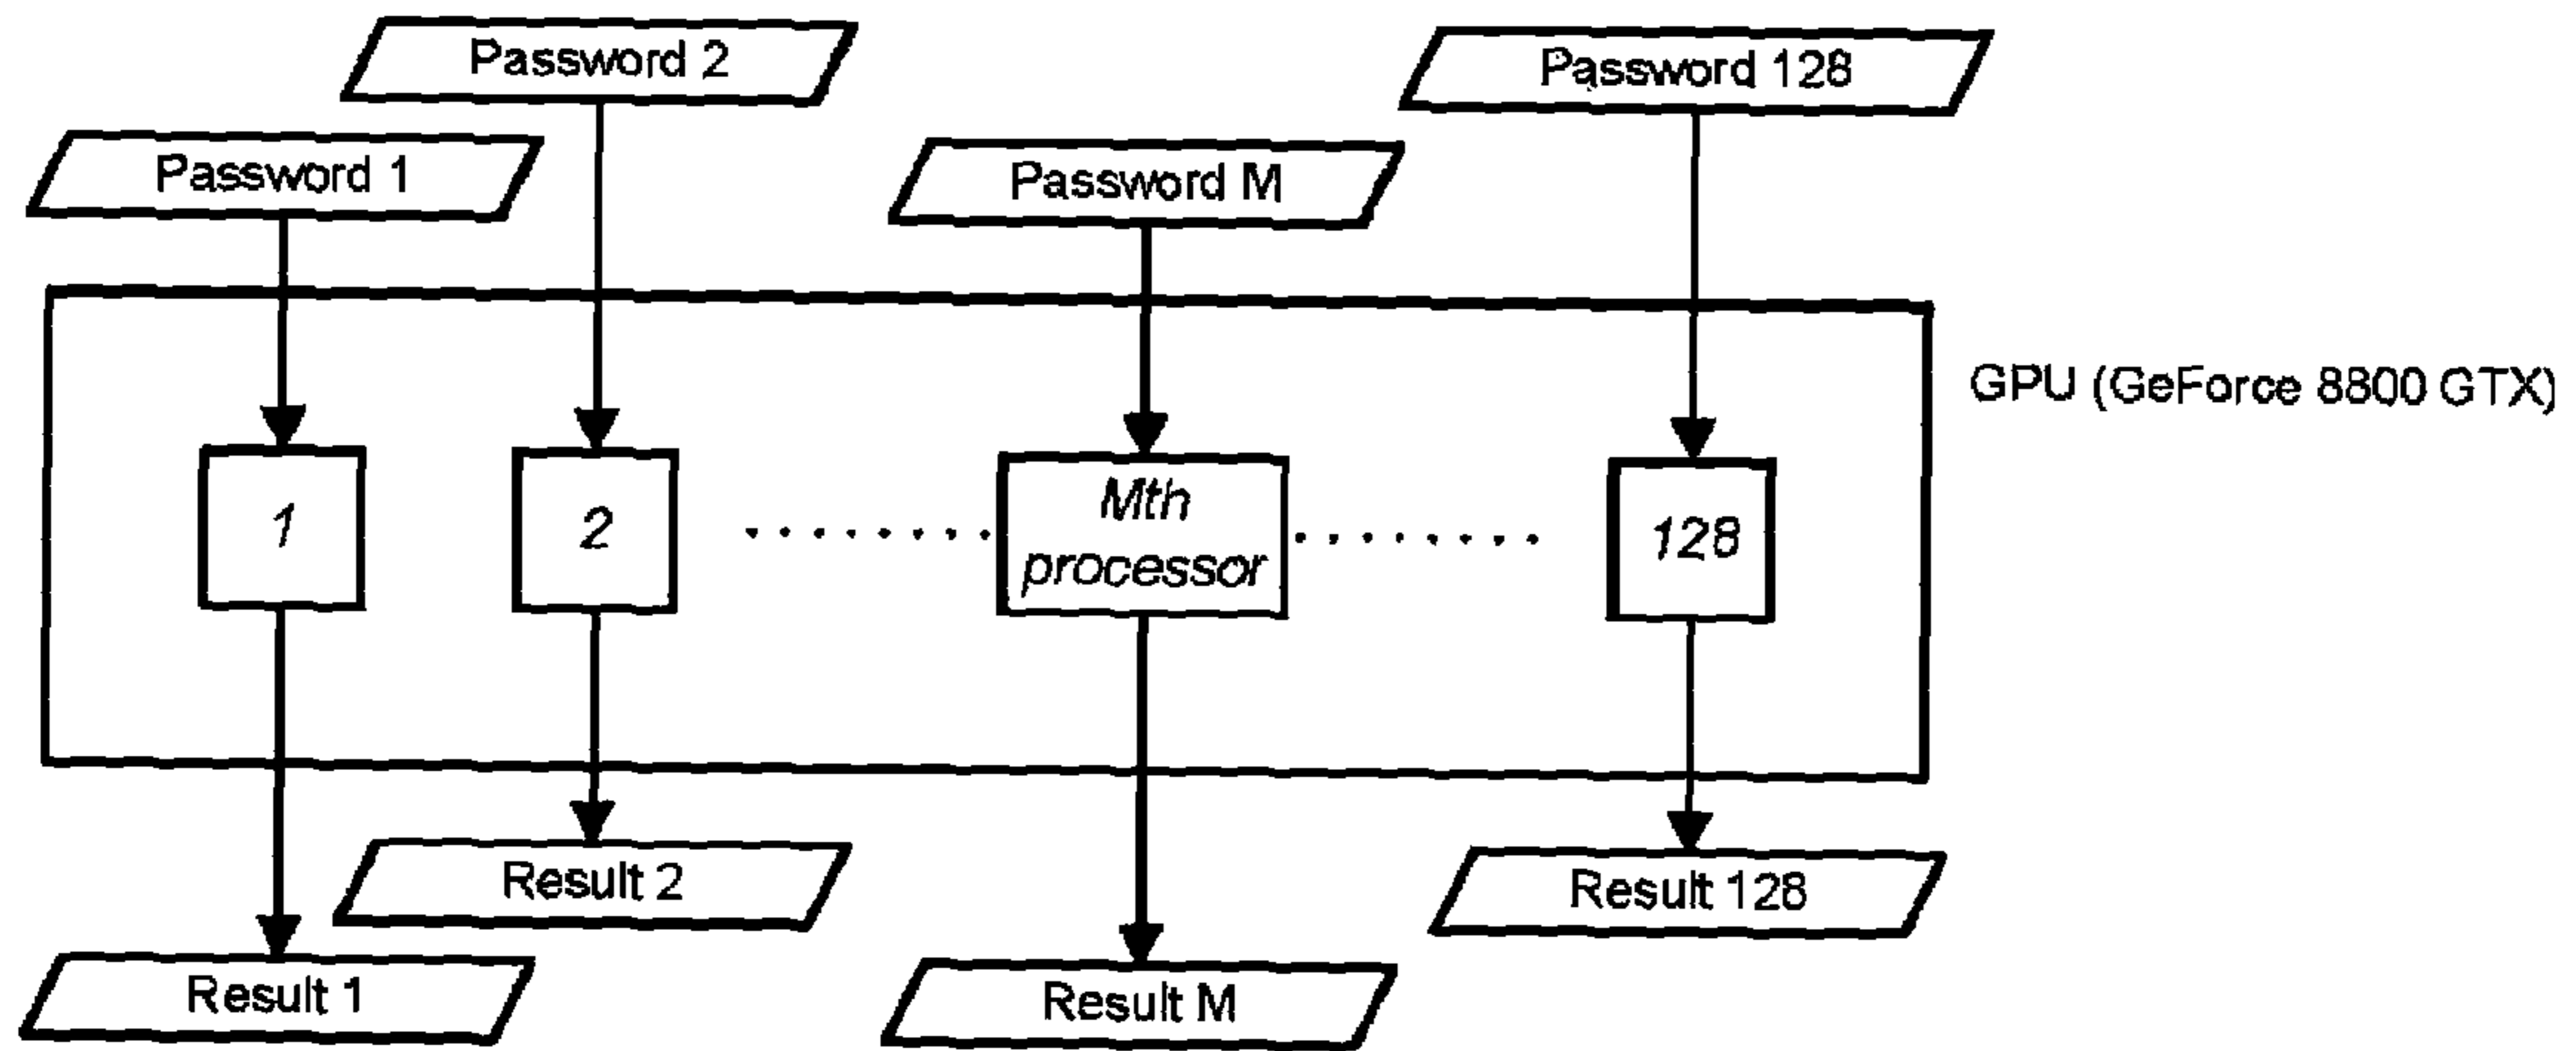 Password 2
Password 128
Password 1
Password M
GPU (GeForce 8800 GTX)
1
2
Mth
processor
128
Result 2
Result 128
Result 1
Result M